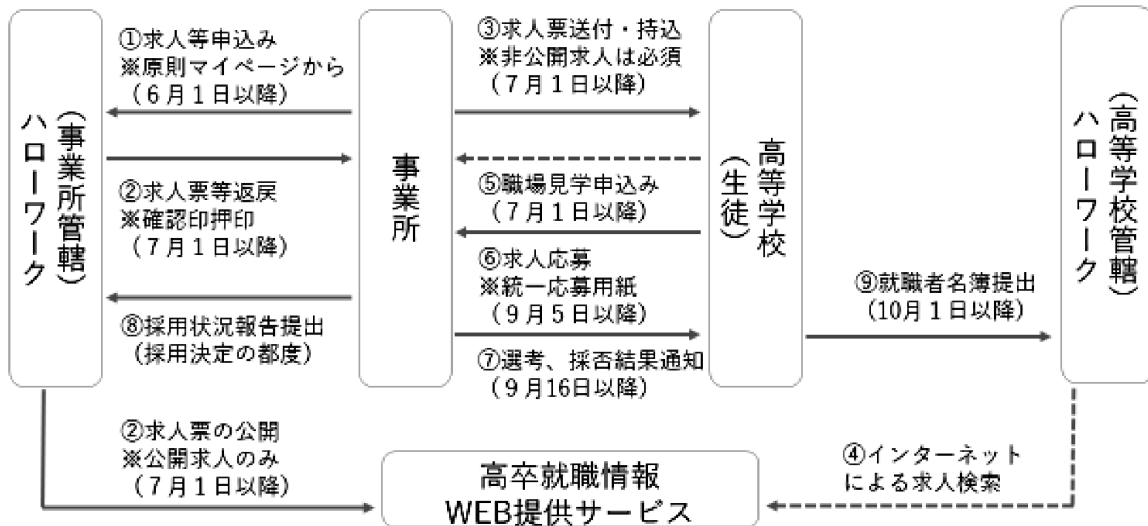 ハローワーク
(事業所管轄)
①求人等申込み
※原則マイページから
(6月1日以降)
②求人票等返戻
※確認印押印
(7月1日以降)
⑧採用状況報告提出
(採用決定の都度)
事業所
③求人票送付・持込
※非公開求人は必須
(7月1日以降)
⑤職場見学申込み
(7月1日以降)
⑥求人応募
※統一応募用紙
(9月5日以降)
⑦選考、採否結果通知
(9月16日以降)
高等学校
(生徒)
⑨就職者名簿提出
(10月1日以降)
ハローワーク
(高等学校管轄)
②求人票の公開
※公開求人のみ
(7月1日以降)
高卒就職情報
WEB提供サービス
④インターネット
による求人検索